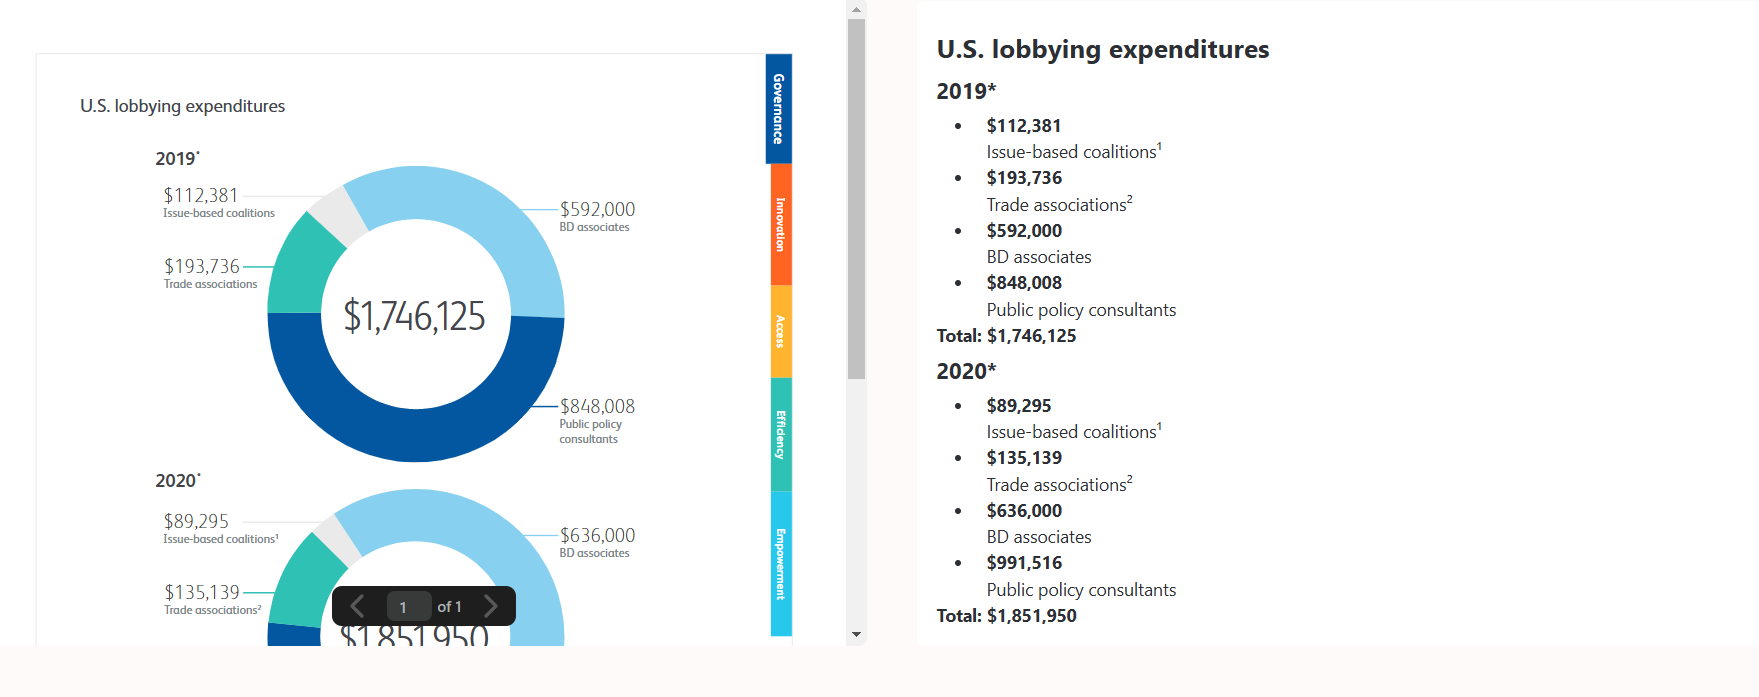 U.S. lobbying expenditures
2019*
$112,381
Issue-based coalitions
$193,736
Trade associations
$592,000
BD associates
$1,746,125
$848,008
Public policy
consultants
2020*
$89,295
Issue-based coalitions¹
$135,139
Trade associations²
$636,000
BD associates
$1,851,950
1 of 1
Governance
Innovation
Access
Efficiency
Empowerment
U.S. lobbying expenditures
2019*
• $112,381
Issue-based coalitions¹
• $193,736
Trade associations²
• $592,000
BD associates
• $848,008
Public policy consultants
Total: $1,746,125
2020*
• $89,295
Issue-based coalitions¹
• $135,139
Trade associations²
• $636,000
BD associates
• $991,516
Public policy consultants
Total: $1,851,950